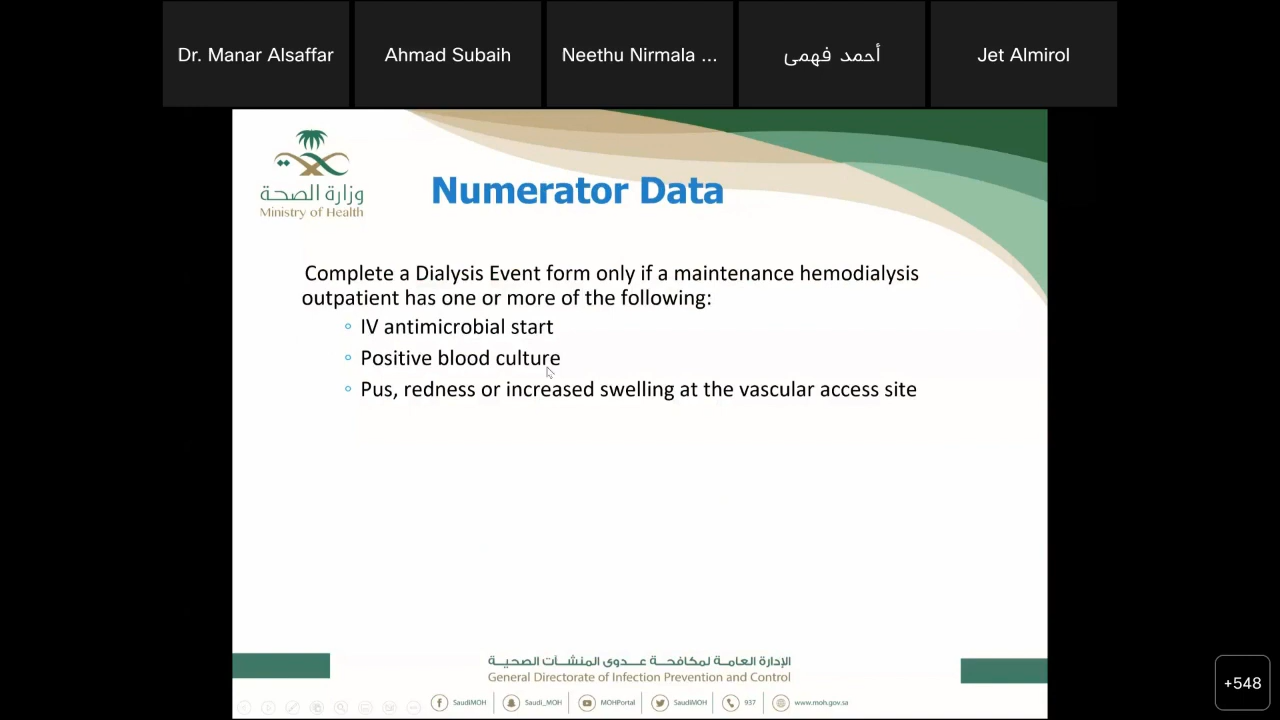 Dr. Manar Alsaffar
Ahmad Subaih
Neethu Nirmala ...
أحمد فهمى
Jet Almirol
وزارة الصحة
Ministry of Health
Numerator Data
Complete a Dialysis Event form only if a maintenance hemodialysis
outpatient has one or more of the following:
IV antimicrobial start
Positive blood culture
Pus, redness or increased swelling at the vascular access site
الإدارة العامة لمكافحة عدوى المنشآت الصحية
General Directorate of Infection Prevention and Control
SaudiMOH
Saudi_MOH
MOHPortal
SaudiMOH
937
www.moh.gov.sa
+548